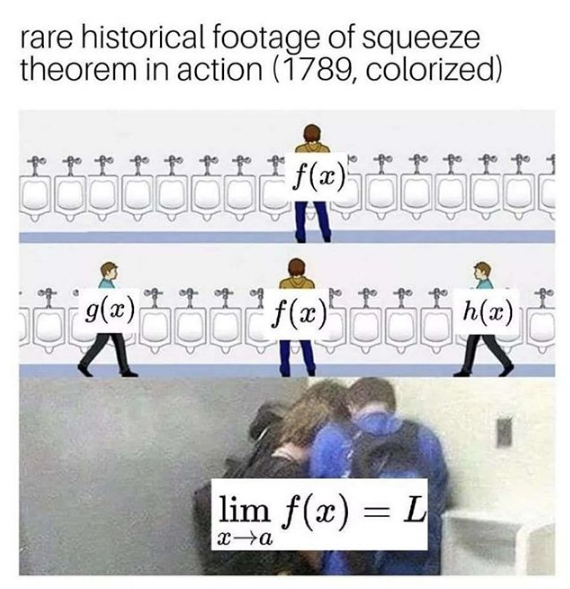 rare historical footage of squeeze
theorem in action (1789, colorized)
f(x)
g(x) f(x) h(x)
lim f(x) = L
x→a